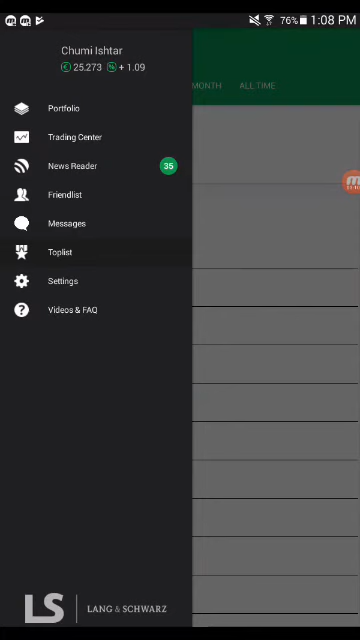 76% 1:08 PM
Chumi Ishtar
€ 25.273 % + 1.09
MONTH ALL TIME
Portfolio
Trading Center
News Reader 35
Friendlist
Messages
Toplist
Settings
Videos & FAQ
LS LANG & SCHWARZ